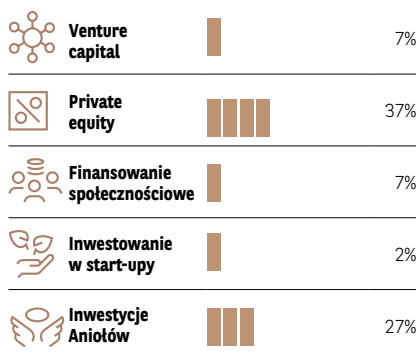 Venture
capital
7%
Private
equity
37%
Finansowanie
społecznościowe
7%
Inwestowanie
w start-upy
2%
Inwestycje
Aniołów
27%